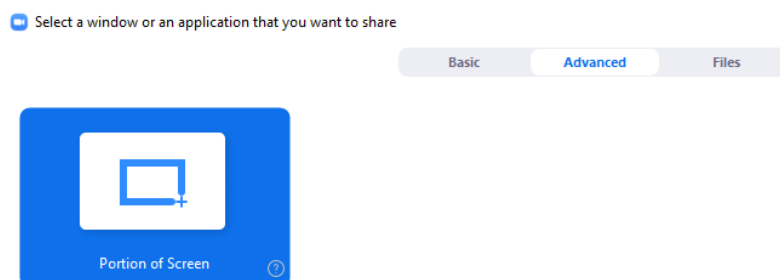 Select a window or an application that you want to share
Basic Advanced Files
Portion of Screen
?